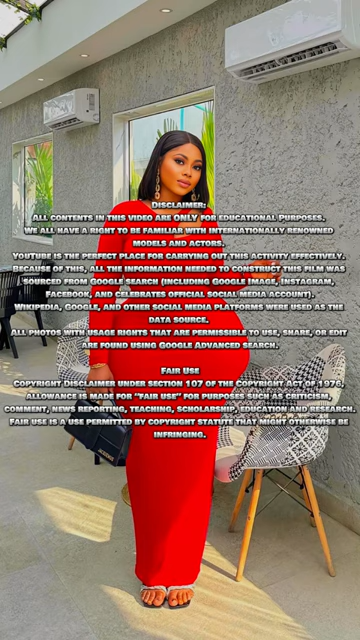 Disclaimer:
All contents in this video are only for educational purposes.
We all have a right to be familiar with internationally renowned
models and actors.
YouTube is the perfect place for carrying out this activity effectively.
Because of this, all the information needed to construct this film was
sourced from Google search (including Google Image, Instagram,
Facebook, and celebrates official social media account).
Wikipedia, Google, and other social media platforms were used as the
data source.
All photos with usage rights that are permissible to use, share, or edit
are found using Google Advanced search.
Fair Use
Copyright Disclaimer under section 107 of the Copyright Act of 1976,
allowance is made for "fair use" for purposes such as criticism,
comment, news reporting, teaching, scholarship, education and research.
Fair use is a use permitted by copyright statute that might otherwise be
infringing.